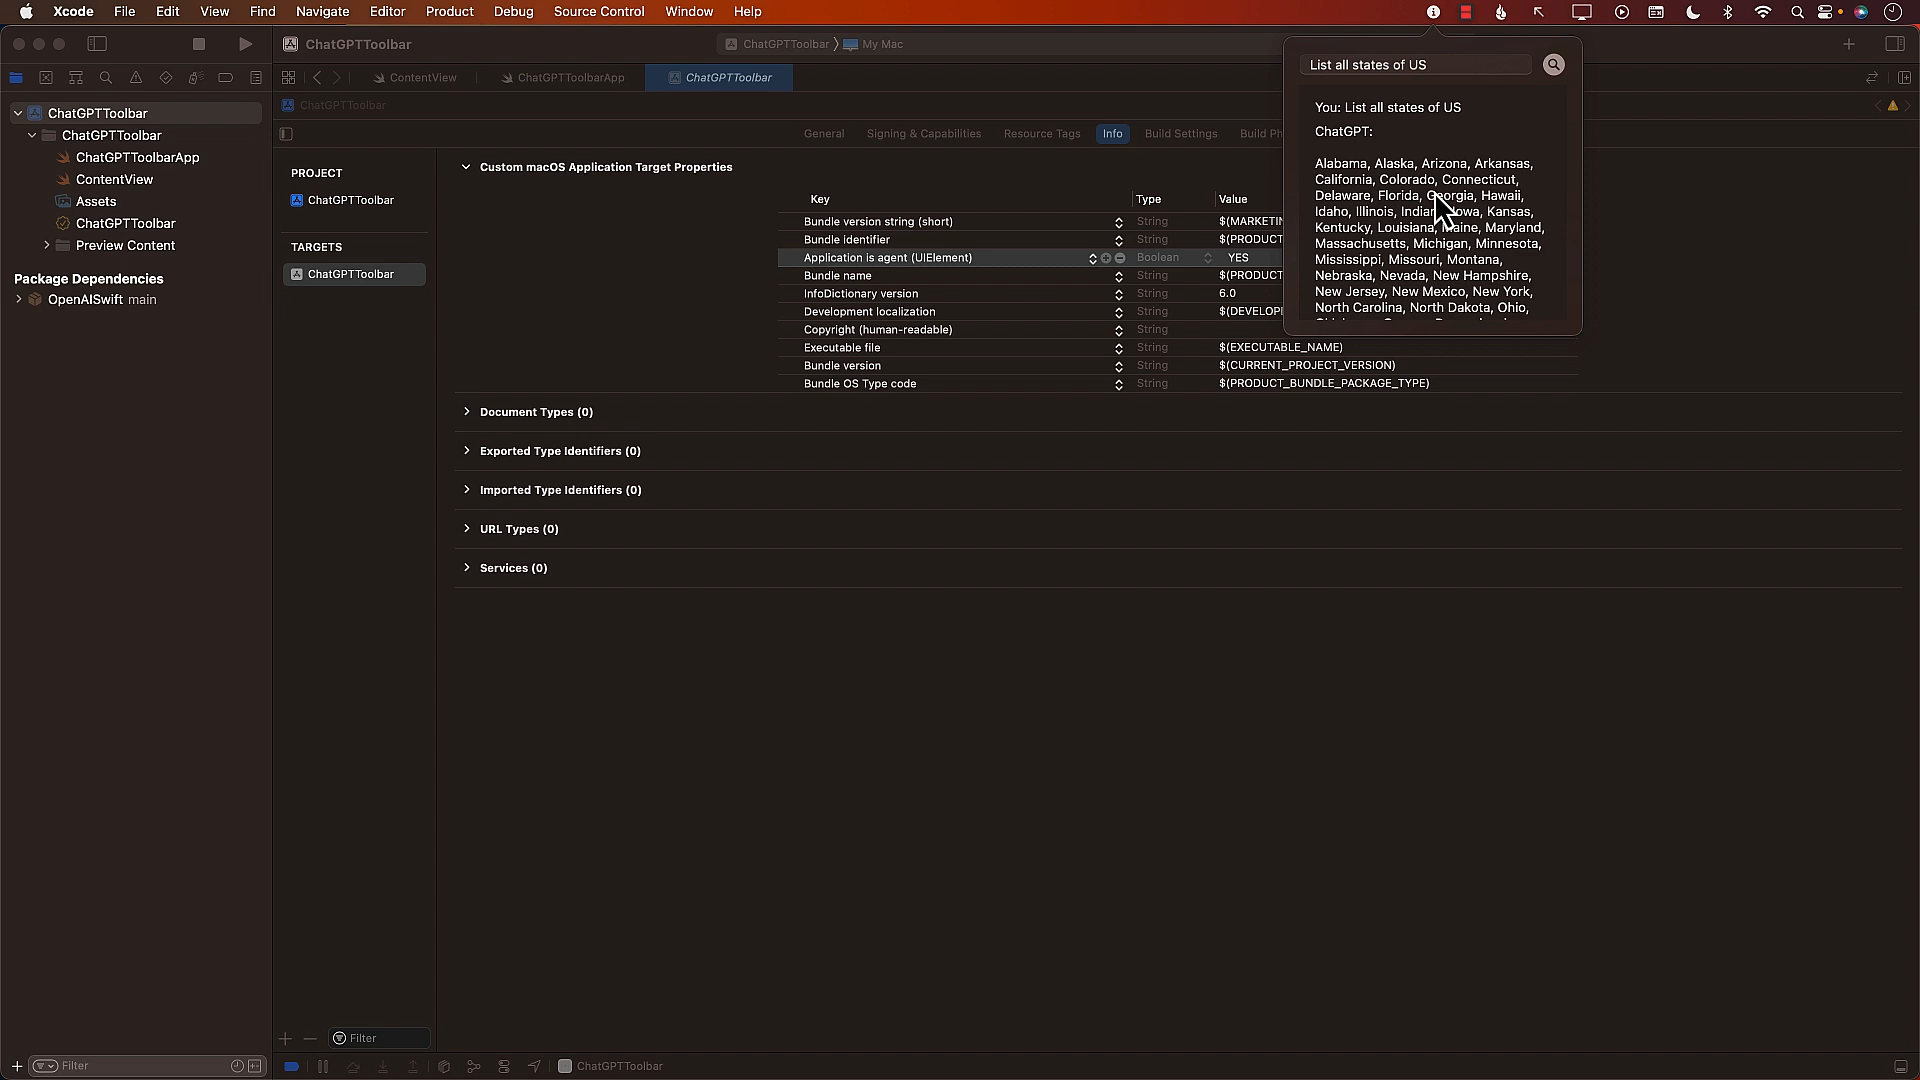 Xcode File Edit View Find Navigate Editor Product Debug Source Control Window Help
ChatGPTToolbar
ChatGPTToolbar My Mac
ContentView
ChatGPTToolbarApp
ChatGPTToolbar
ChatGPTToolbar
ChatGPTToolbar
ChatGPTToolbar
ChatGPTToolbarApp
ContentView
Assets
ChatGPTToolbar
Preview Content
Package Dependencies
OpenAISwift main
Filter
PROJECT
ChatGPTToolbar
TARGETS
ChatGPTToolbar
Filter
General Signing & Capabilities Resource Tags Info Build Settings Build
Custom macOS Application Target Properties
Key Type Value
Bundle version string (short) String
Bundle identifier String $(PRODUCT
Application is agent (UIElement) Boolean YES
Bundle name String $(PRODUCT
InfoDictionary version String 6.0
Development localization String
Copyright (human-readable) String
Executable file String $(EXECUTABLE_NAME)
Bundle version String $(CURRENT_PROJECT_VERSION)
Bundle OS Type code String $(PRODUCT_BUNDLE_PACKAGE_TYPE)
Document Types (0)
Exported Type Identifiers (0)
Imported Type Identifiers (0)
URL Types (0)
Services (0)
ChatGPTToolbar
List all states of US
You: List all states of US
ChatGPT:
Alabama, Alaska, Arizona, Arkansas,
California, Colorado, Connecticut,
Delaware, Florida, Georgia, Hawaii,
Idaho, Illinois, Kansas,
Kentucky, Louisiana, Maine, Maryland,
Massachusetts, Michigan, Minnesota,
Mississippi, Missouri, Montana,
Nebraska, Nevada, New Hampshire,
New Jersey, New Mexico, New York,
North Carolina, North Dakota, Ohio,